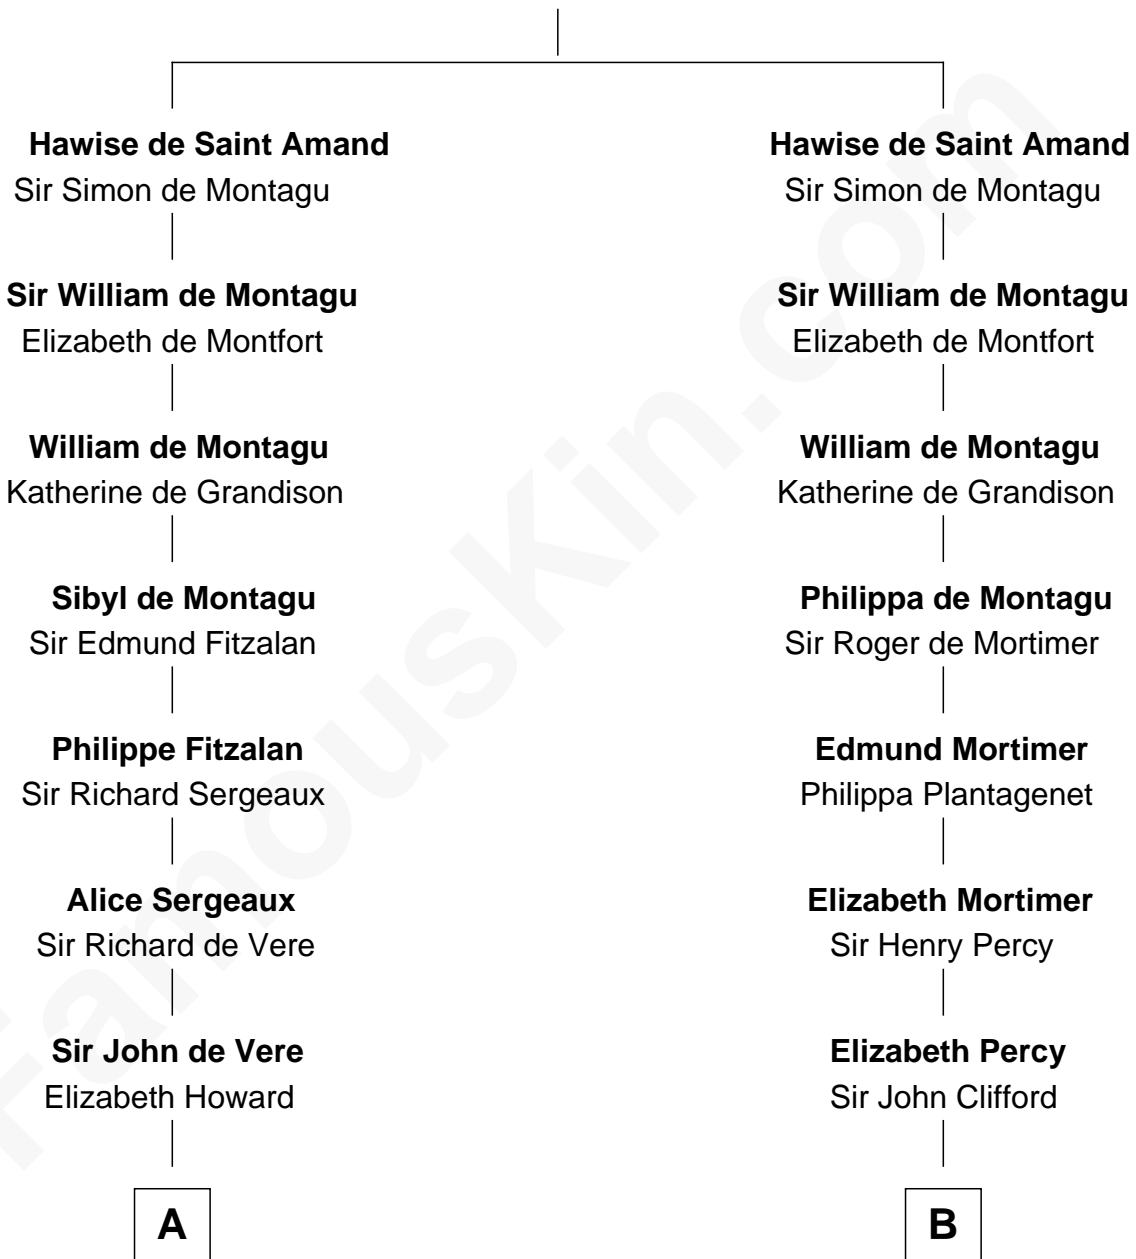 Hawise de Saint Amand
Sir Simon de Montagu
Sir William de Montagu
Elizabeth de Montfort
William de Montagu
Katherine de Grandison
Sibyl de Montagu
Sir Edmund Fitzalan
Philippe Fitzalan
Sir Richard Sergeaux
Alice Sergeaux
Sir Richard de Vere
Sir John de Vere
Elizabeth Howard
A
Hawise de Saint Amand
Sir Simon de Montagu
Sir William de Montagu
Elizabeth de Montfort
William de Montagu
Katherine de Grandison
Philippa de Montagu
Sir Roger de Mortimer
Edmund Mortimer
Philippa Plantagenet
Elizabeth Mortimer
Sir Henry Percy
Elizabeth Percy
Sir John Clifford
B
FamousKin.com